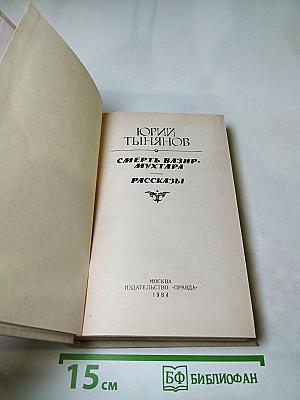 ЮРИЙ
ТЫНЯНОВ
СМЕРТЬ ВАЗИР-
МУХТАРА
РАССКАЗЫ
МОСКВА
ИЗДАТЕЛЬСТВО «ПРАВДА»
1984
15 см
БФ БИБЛИОФАН